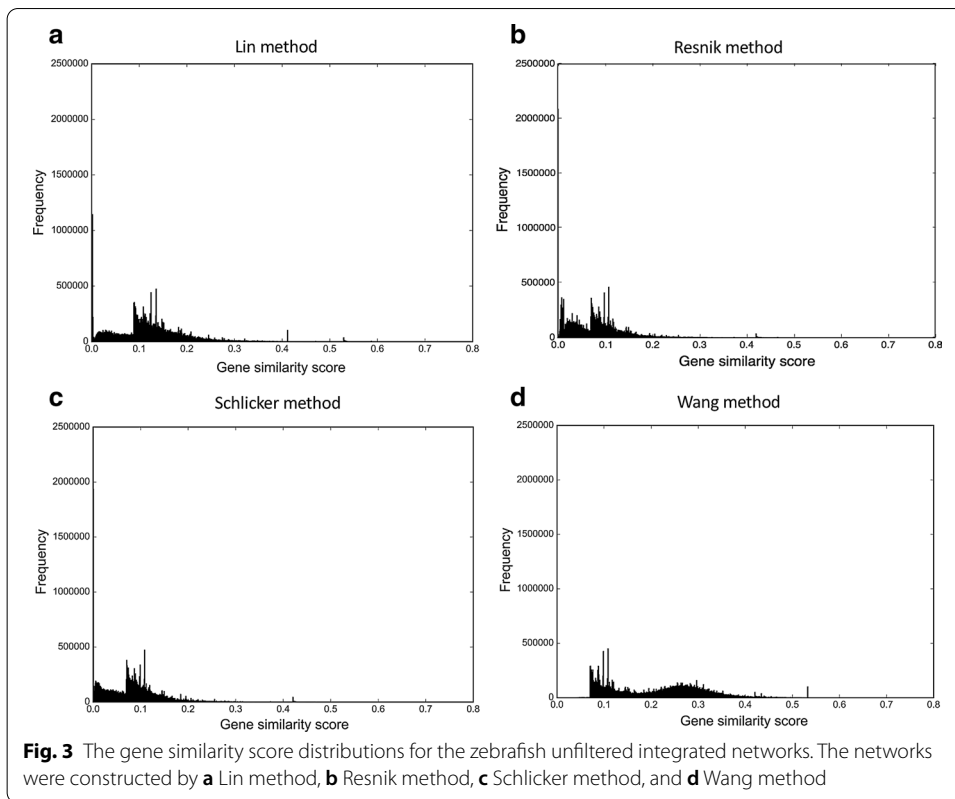 a
Lin method
2500000
2000000
1500000
1000000
500000
0
Frequency
0.0 0.1 0.2 0.3 0.4 0.5 0.6 0.7 0.8
Gene similarity score
b
Resnik method
2500000
2000000
1500000
1000000
500000
0
Frequency
0.0 0.1 0.2 0.3 0.4 0.5 0.6 0.7 0.8
Gene similarity score
c
Schlicker method
2500000
2000000
1500000
1000000
500000
0
Frequency
0.0 0.1 0.2 0.3 0.4 0.5 0.6 0.7 0.8
Gene similarity score
d
Wang method
2500000
2000000
1500000
1000000
500000
0
Frequency
0.0 0.1 0.2 0.3 0.4 0.5 0.6 0.7 0.8
Gene similarity score
Fig. 3 The gene similarity score distributions for the zebrafish unfiltered integrated networks. The networks
were constructed by a Lin method, b Resnik method, c Schlicker method, and d Wang method